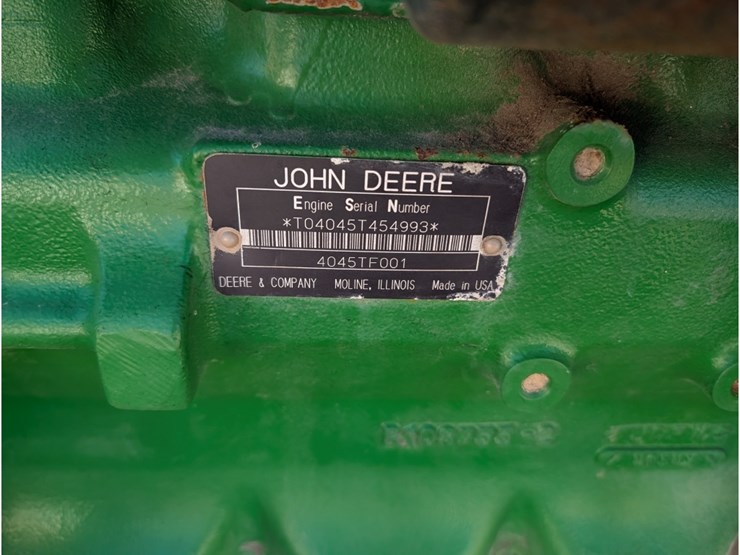 JOHN DEERE
Engine Serial Number
*T04045T454993*
4045TF001
DEERE & COMPANY MOLINE, ILLINOIS Made in USA